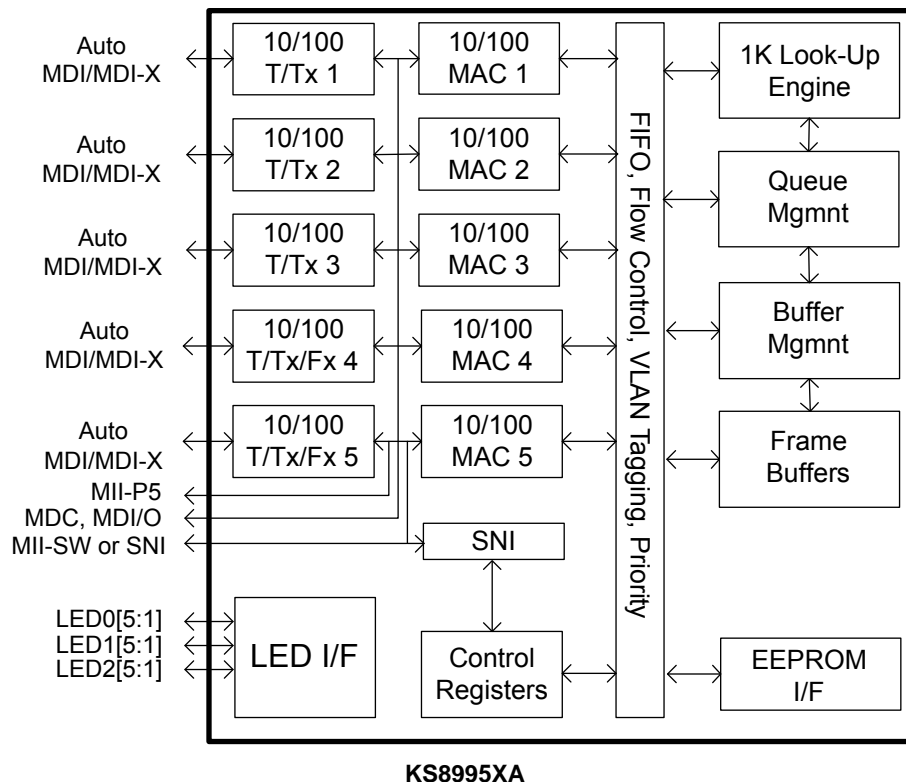 Auto
MDI/MDI-X
10/100
T/Tx 1
10/100
MAC 1
1K Look-Up
Engine
Auto
MDI/MDI-X
10/100
T/Tx 2
10/100
MAC 2
Queue
Mgmnt
Auto
MDI/MDI-X
10/100
T/Tx 3
10/100
MAC 3
FIFO, Flow Control, VLAN Tagging, Priority
Auto
MDI/MDI-X
10/100
T/Tx/Fx 4
10/100
MAC 4
Buffer
Mgmnt
Auto
MDI/MDI-X
10/100
T/Tx/Fx 5
10/100
MAC 5
Frame
Buffers
MII-P5
MDC, MDI/O
MII-SW or SNI
SNI
LED0[5:1]
LED1[5:1]
LED2[5:1]
LED I/F
Control
Registers
EEPROM
I/F
KS8995XA